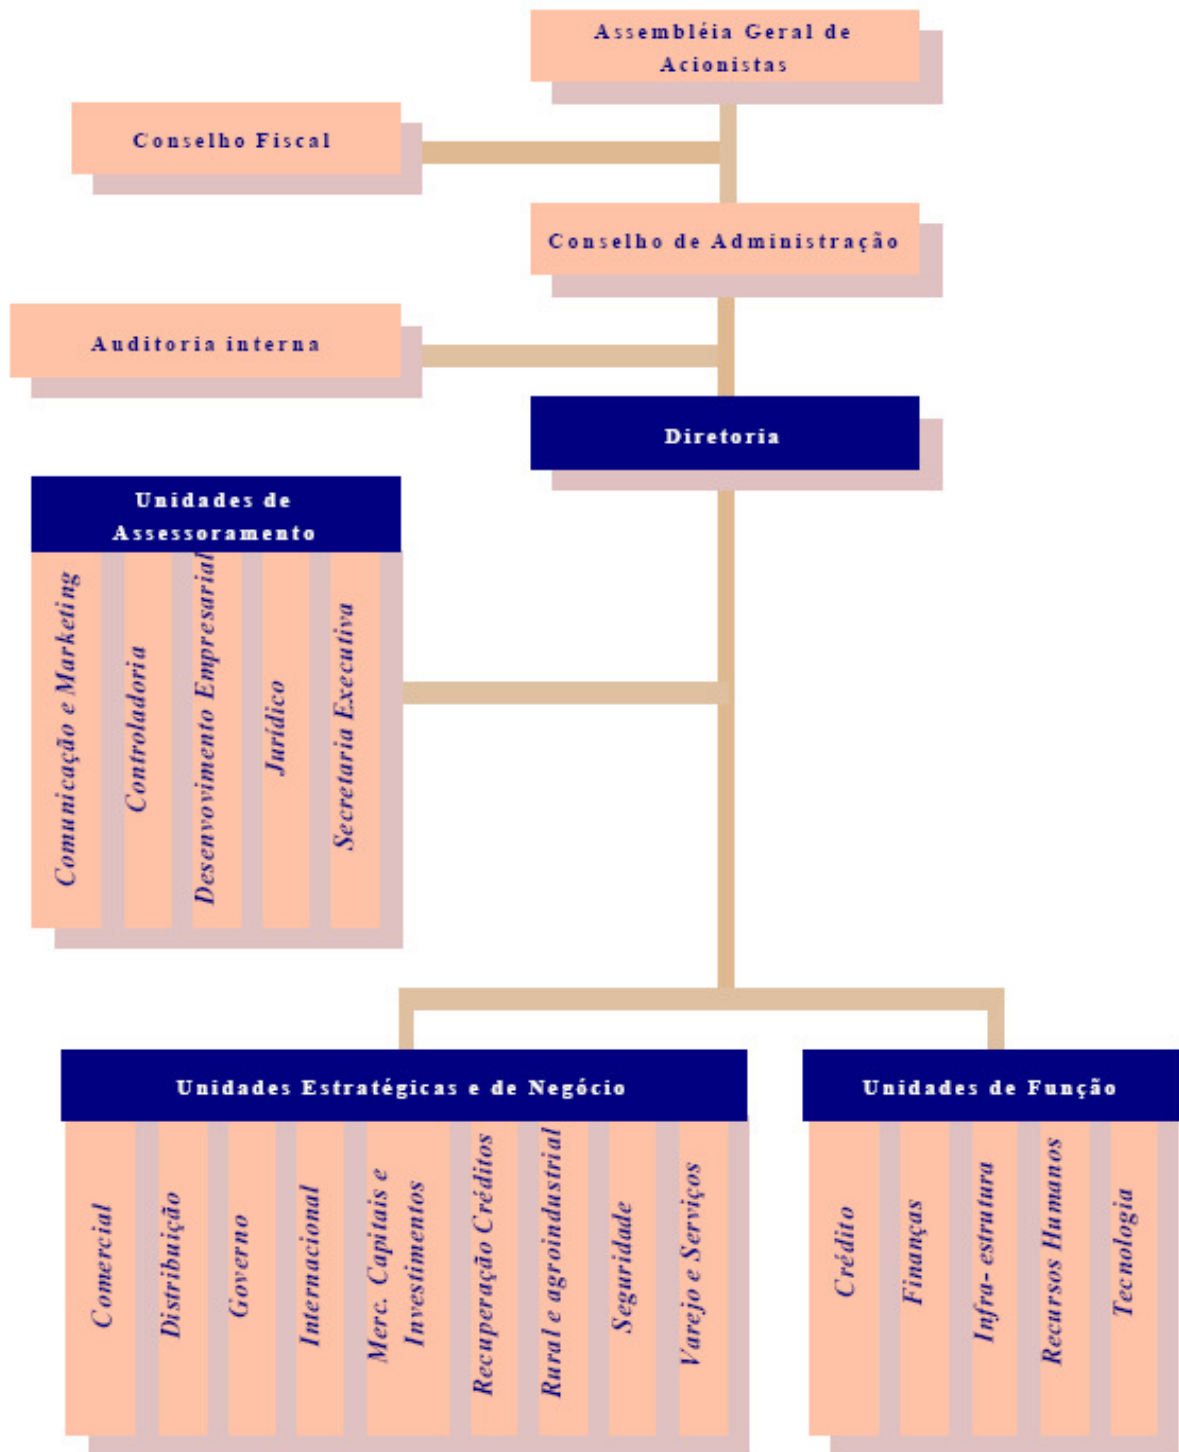 Assembléia Geral de
Acionistas
Conselho Fiscal
Conselho de Administração
Auditoria interna
Diretoria
Unidades de
Assessoramento
Comunicação e Marketing
Controladoria
Desenvovimento Empresarial
Jurídico
Secretaria Executiva
Unidades Estratégicas e de Negócio
Comercial
Distribuição
Governo
Internacional
Merc. Capitais e
Investimentos
Recuperação Créditos
Rural e agroindustrial
Seguridade
Varejo e Serviços
Unidades de Função
Crédito
Finanças
Infra- estrutura
Recursos Humanos
Tecnologia